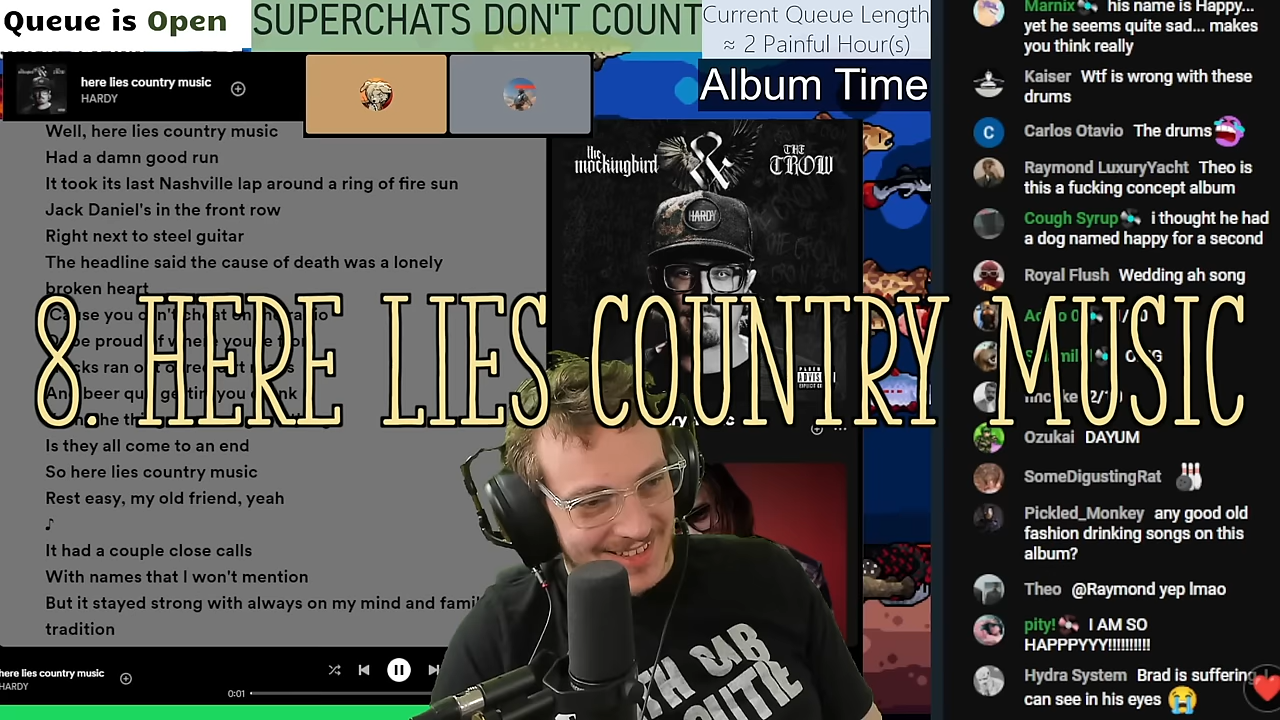 Queue is Open
SUPERCHATS DON'T COUNT
Current Queue Length
≈ 2 Painful Hour(s)
Album Time
here lies country music
HARDY
Well, here lies country music
Had a damn good run
It took its last Nashville lap around a ring of fire sun
Jack Daniel's in the front row
Right next to steel guitar
The headline said the cause of death was a lonely
broken heart
Is they all come to an end
So here lies country music
Rest easy, my old friend, yeah
♪
It had a couple close calls
With names that I won't mention
But it stayed strong with always on my mind and
tradition
the mockingbird & THE CROW
HARDY
8. HERE LIES COUNTRY MUSIC
here lies country music
HARDY
0:01
Marnix his name is Happy...
yet he seems quite sad... makes
you think really
Kaiser Wtf is wrong with these
drums
Carlos Otavio The drums
Raymond LuxuryYacht Theo is
this a fucking concept album
Cough Syrup i thought he had
a dog named happy for a second
Royal Flush Wedding ah song
Ozukai DAYUM
SomeDigustingRat
Pickled_Monkey any good old
fashion drinking songs on this
album?
Theo @Raymond yep lmao
pity! I AM SO
HAPPPYYY!!!!!!!!!!
Hydra System Brad is suffering I
can see in his eyes